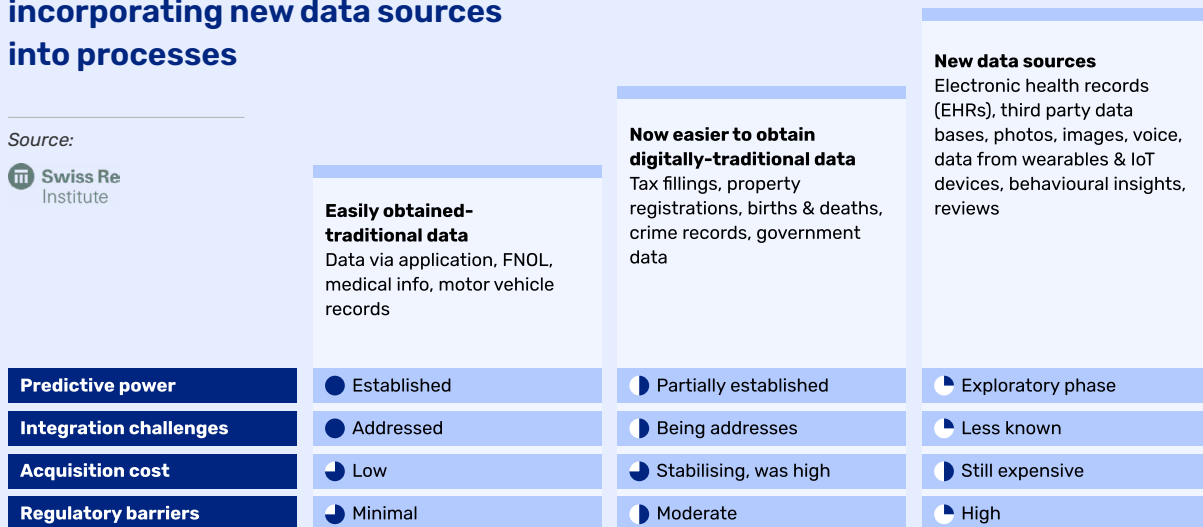 incorporating new data sources
into processes
Source:
Swiss Re
Institute
Easily obtained-
traditional data
Data via application, FNOL,
medical info, motor vehicle
records
Now easier to obtain
digitally-traditional data
Tax fillings, property
registrations, births & deaths,
crime records, government
data
New data sources
Electronic health records
(EHRs), third party data
bases, photos, images, voice,
data from wearables & IoT
devices, behavioural insights,
reviews
Predictive power
Established
Partially established
Exploratory phase
Integration challenges
Addressed
Being addresses
Less known
Acquisition cost
Low
Stabilising, was high
Still expensive
Regulatory barriers
Minimal
Moderate
High